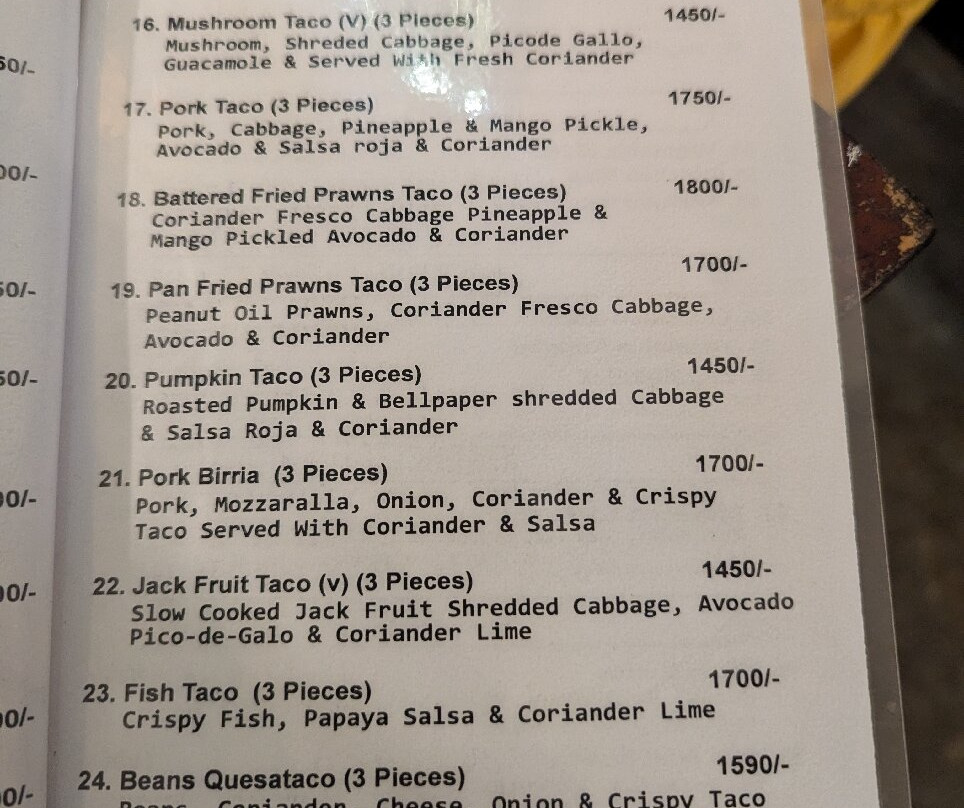 16. Mushroom Taco (V) (3 Pieces) 1450/-
Mushroom, Shreded Cabbage, Picode Gallo,
Guacamole & Served With Fresh Coriander
17. Pork Taco (3 Pieces) 1750/-
Pork, Cabbage, Pineapple & Mango Pickle,
Avocado & Salsa roja & Coriander
18. Battered Fried Prawns Taco (3 Pieces) 1800/-
Coriander Fresco Cabbage Pineapple &
Mango Pickled Avocado & Coriander
19. Pan Fried Prawns Taco (3 Pieces) 1700/-
Peanut Oil Prawns, Coriander Fresco Cabbage,
Avocado & Coriander
20. Pumpkin Taco (3 Pieces) 1450/-
Roasted Pumpkin & Bellpaper shredded Cabbage
& Salsa Roja & Coriander
21. Pork Birria (3 Pieces) 1700/-
Pork, Mozzaralla, Onion, Coriander & Crispy
Taco Served With Coriander & Salsa
22. Jack Fruit Taco (v) (3 Pieces) 1450/-
Slow Cooked Jack Fruit Shredded Cabbage, Avocado
Pico-de-Galo & Coriander Lime
23. Fish Taco (3 Pieces) 1700/-
Crispy Fish, Papaya Salsa & Coriander Lime
24. Beans Quesataco (3 Pieces) 1590/-
Beans, Coriander, Cheese, Onion & Crispy Taco